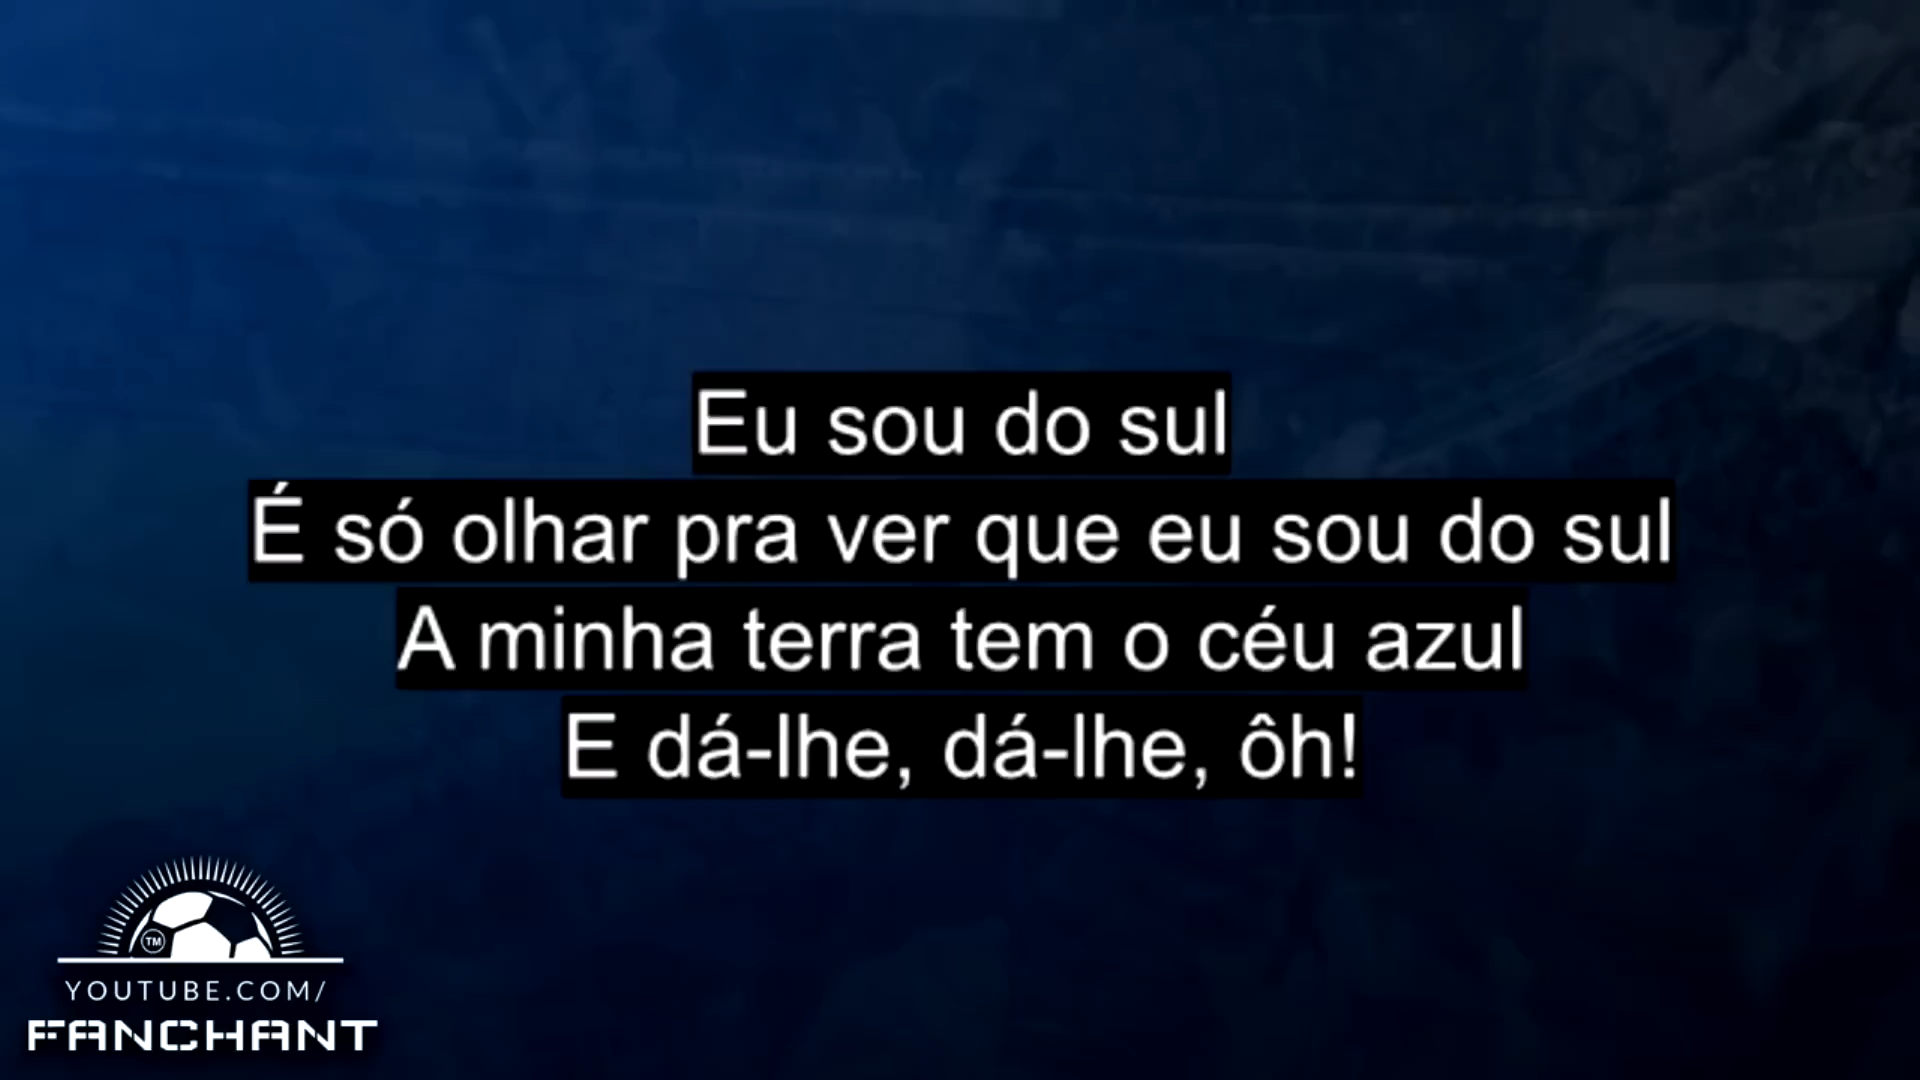 Eu sou do sul
É só olhar pra ver que eu sou do sul
A minha terra tem o céu azul
E dá-lhe, dá-lhe, ôh!
TM
YOUTUBE.COM/
FANCHANT